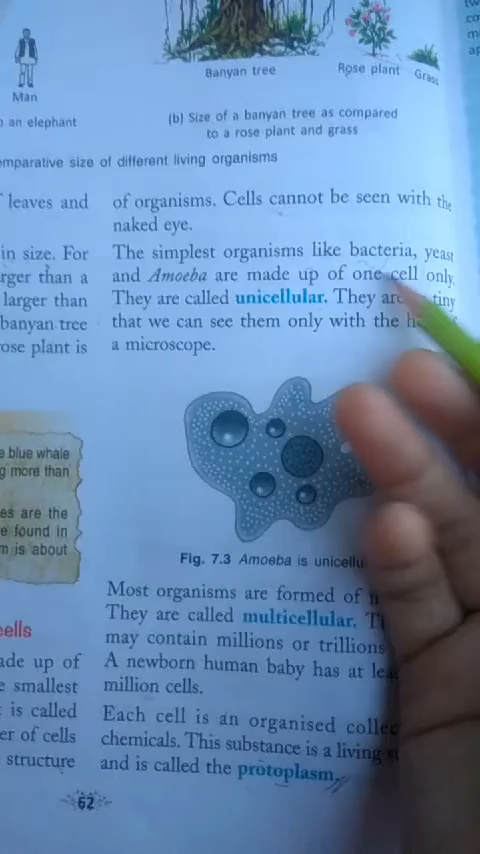 Banyan tree
Rose plant
Grass
Man
an elephant
(b) Size of a banyan tree as compared
to a rose plant and grass
mparative size of different living organisms
leaves and
in size. For
rger than a
larger than
banyan tree
ose plant is
of organisms. Cells cannot be seen with the
naked eye.
The simplest organisms like bacteria, yeast
and Amoeba are made up of one cell only.
They are called unicellular. They are tiny
that we can see them only with the
a microscope.
e blue whale
g more than
es are the
e found in
m is about
Fig. 7.3 Amoeba is unicellu
Most organisms are formed of
They are called multicellular.
may contain millions or trillions
A newborn human baby has at
million cells.
Each cell is an organised collec
chemicals. This substance is a living
and is called the protoplasm.
ells
ade up of
e smallest
is called
er of cells
structure
62